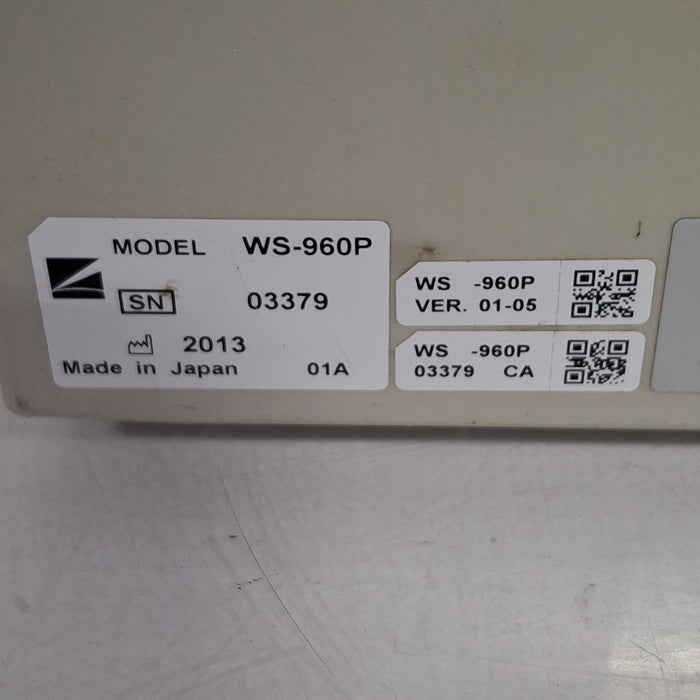 MODEL WS-960P
SN 03379
2013
Made in Japan 01A
WS -960P
VER. 01-05
WS -960P
03379 CA